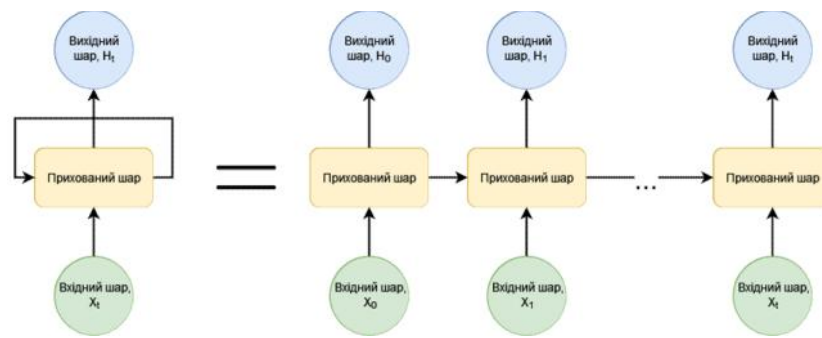 Вихідний
шар, Ht
Вихідний
шар, H0
Вихідний
шар, H1
Вихідний
шар, Ht
Прихований шар
=
Прихований шар
Прихований шар
...
Прихований шар
Вхідний шар,
Xt
Вхідний шар,
X0
Вхідний шар,
X1
Вхідний шар,
Xt